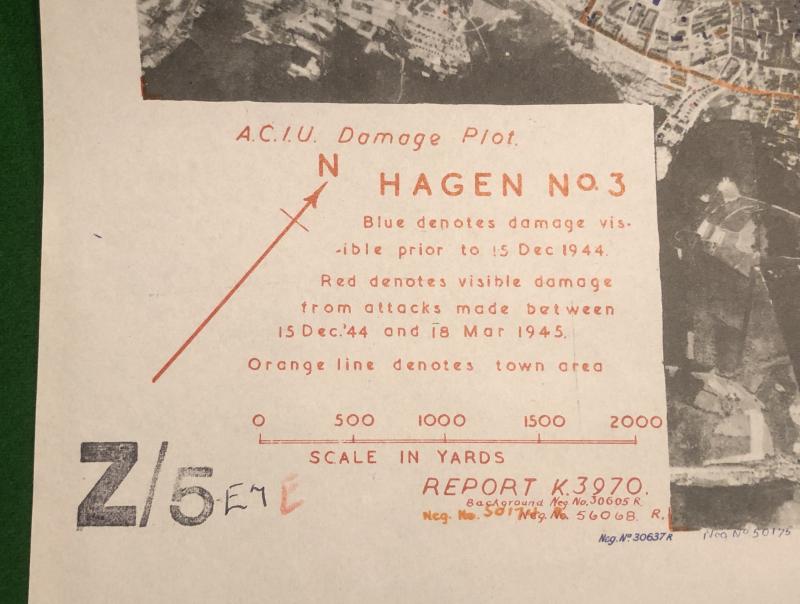 A.C.I.U. Damage Plot.
N
HAGEN No. 3
Blue denotes damage vis-
-ible prior to 15 Dec 1944.
Red denotes visible damage
from attacks made between
15 Dec.'44 and 18 Mar 1945.
Orange line denotes town area
0 500 1000 1500 2000
SCALE IN YARDS
REPORT K.3970.
Background Neg No. 30605 R.
Neg. No. Neg. No. 56068. R.
Neg. No 30637 R
Neg No 50175
Z/5 E